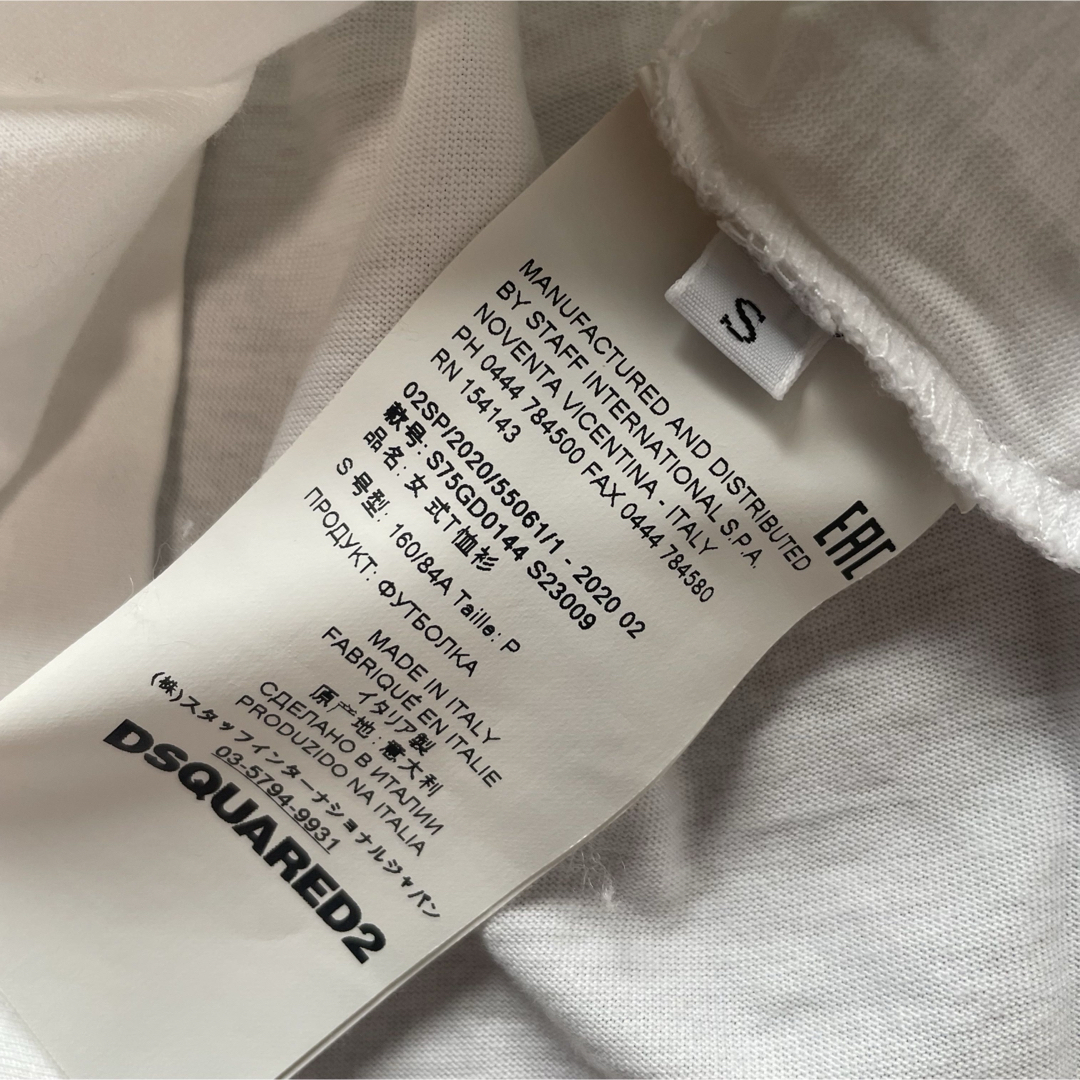 S
EAC
MANUFACTURED AND DISTRIBUTED
BY STAFF INTERNATIONAL S.P.A.
NOVENTA VICENTINA - ITALY
PH 0444 784500 FAX 0444 784580
RN 154143
02SP/2020/55061/1 - 2020 02
款号: S75GD0144 S23009
品名: 女式T恤衫
S 号型: 160/84A Taille: P
ПРОДУКТ: ФУТБОЛКА
MADE IN ITALY
FABRIQUÉ EN ITALIE
イタリア製
原产地: 意大利
СДЕЛАНО В ИТАЛИИ
PRODUZIDO NA ITALIA
(株)スタッフインターナショナルジャパン
03-5794-9931
DSQUARED2